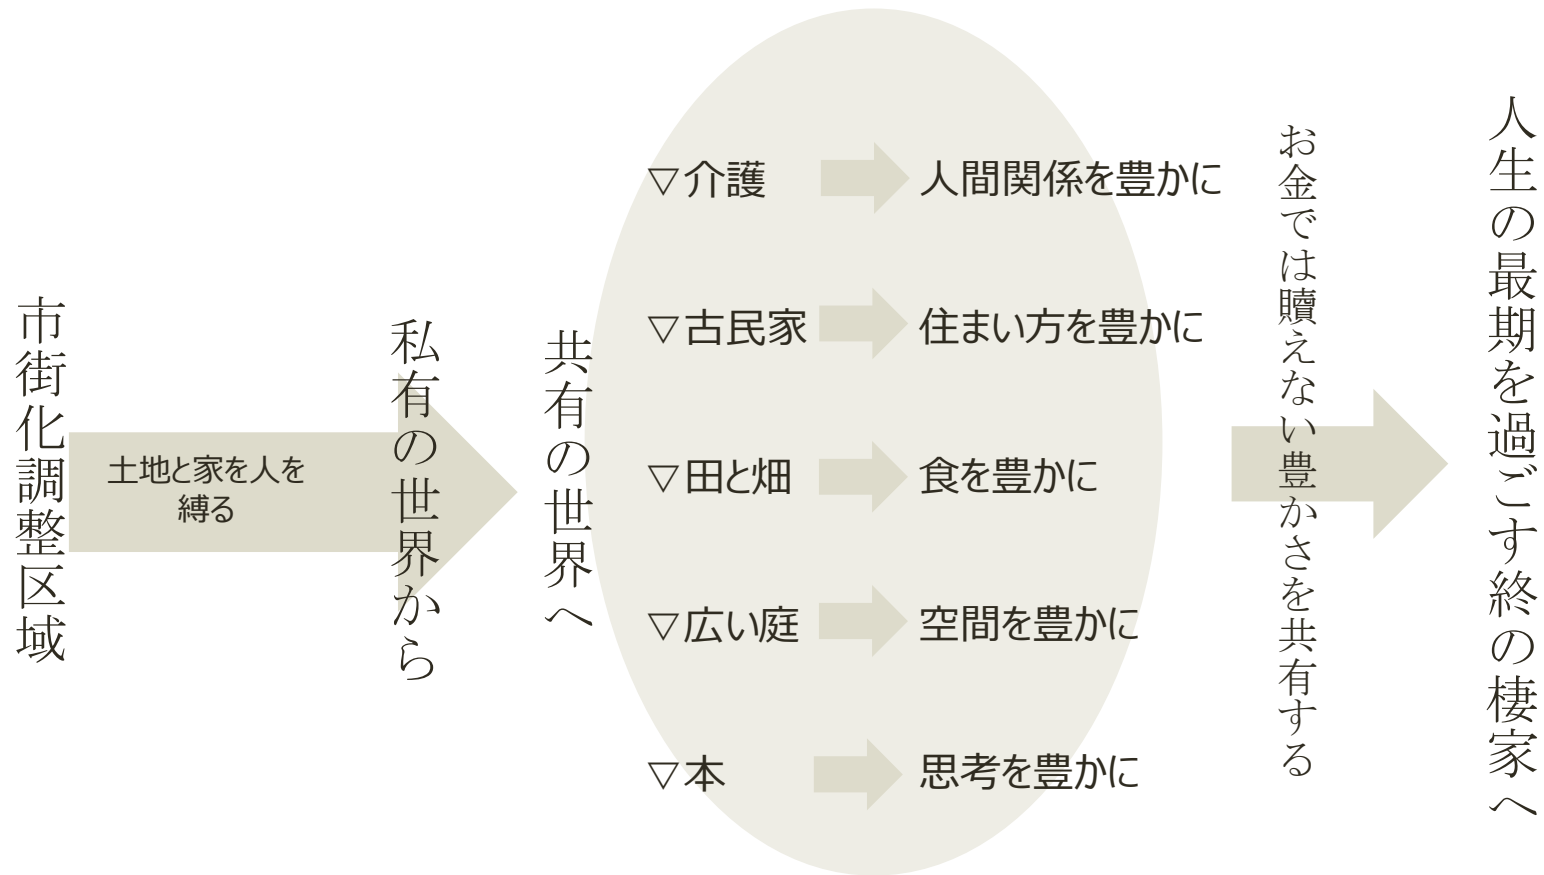 市街化調整区域
土地と家を人を
縛る
私有の世界から
共有の世界へ
▽介護
人間関係を豊かに
▽古民家
住まい方を豊かに
▽田と畑
食を豊かに
▽広い庭
空間を豊かに
▽本
思考を豊かに
お金では贖えない豊かさを共有する
人生の最期を過ごす終の棲家へ